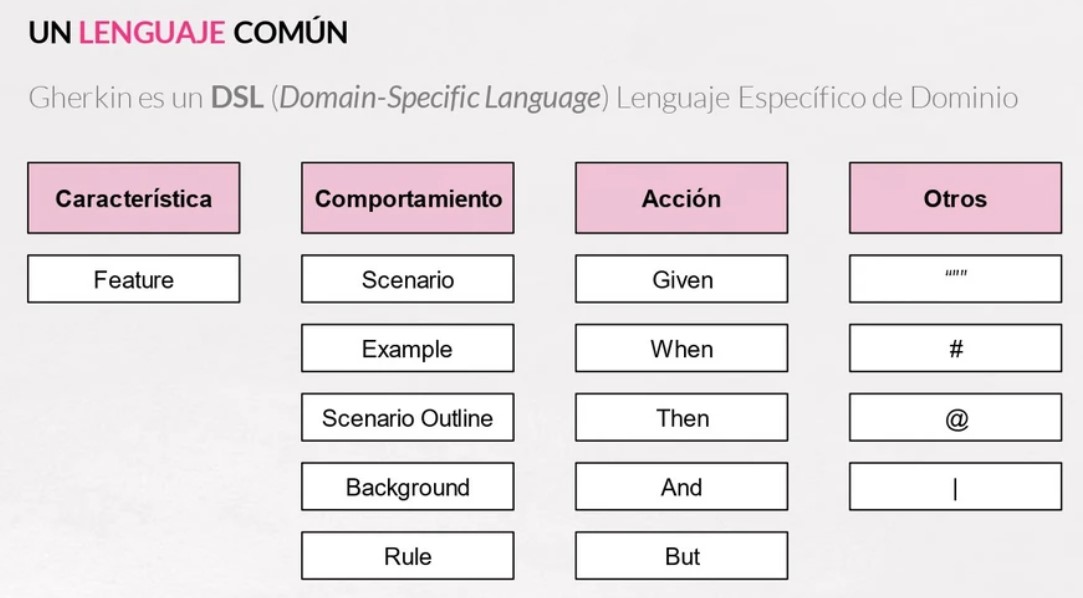 UN LENGUAJE COMÚN
Gherkin es un DSL (Domain-Specific Language) Lenguaje Específico de Dominio
Característica
Feature
Comportamiento
Scenario
Example
Scenario Outline
Background
Rule
Acción
Given
When
Then
And
But
Otros
“””
#
@
|